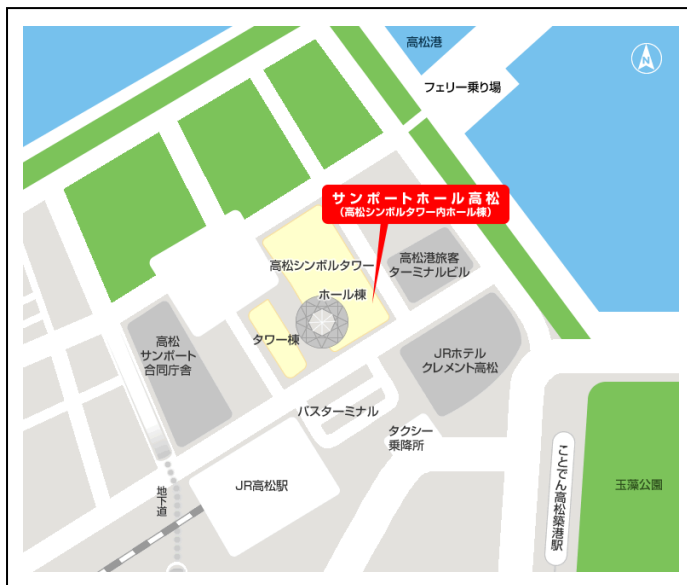 高松港
N
フェリー乗り場
サンポートホール高松
(高松シンボルタワー内ホール棟)
高松シンボルタワー
高松港旅客
ターミナルビル
ホール棟
タワー棟
高松
サンポート
合同庁舎
JRホテル
クレメント高松
バスターミナル
タクシー
乗降所
ことでん高松築港駅
玉藻公園
JR高松駅
地下道